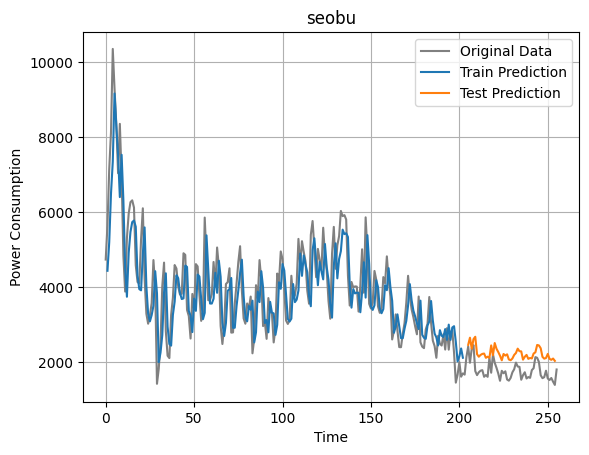 seobu
Original Data
Train Prediction
Test Prediction
Power Consumption
10000
8000
6000
4000
2000
0 50 100 150 200 250
Time